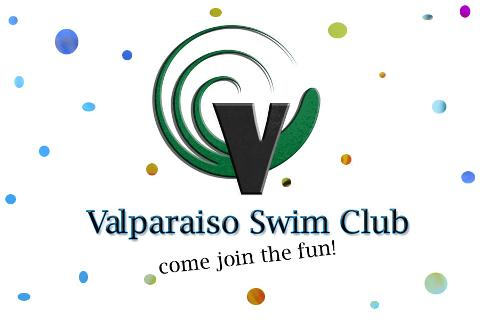 V
Valparaiso Swim Club
come join the fun!